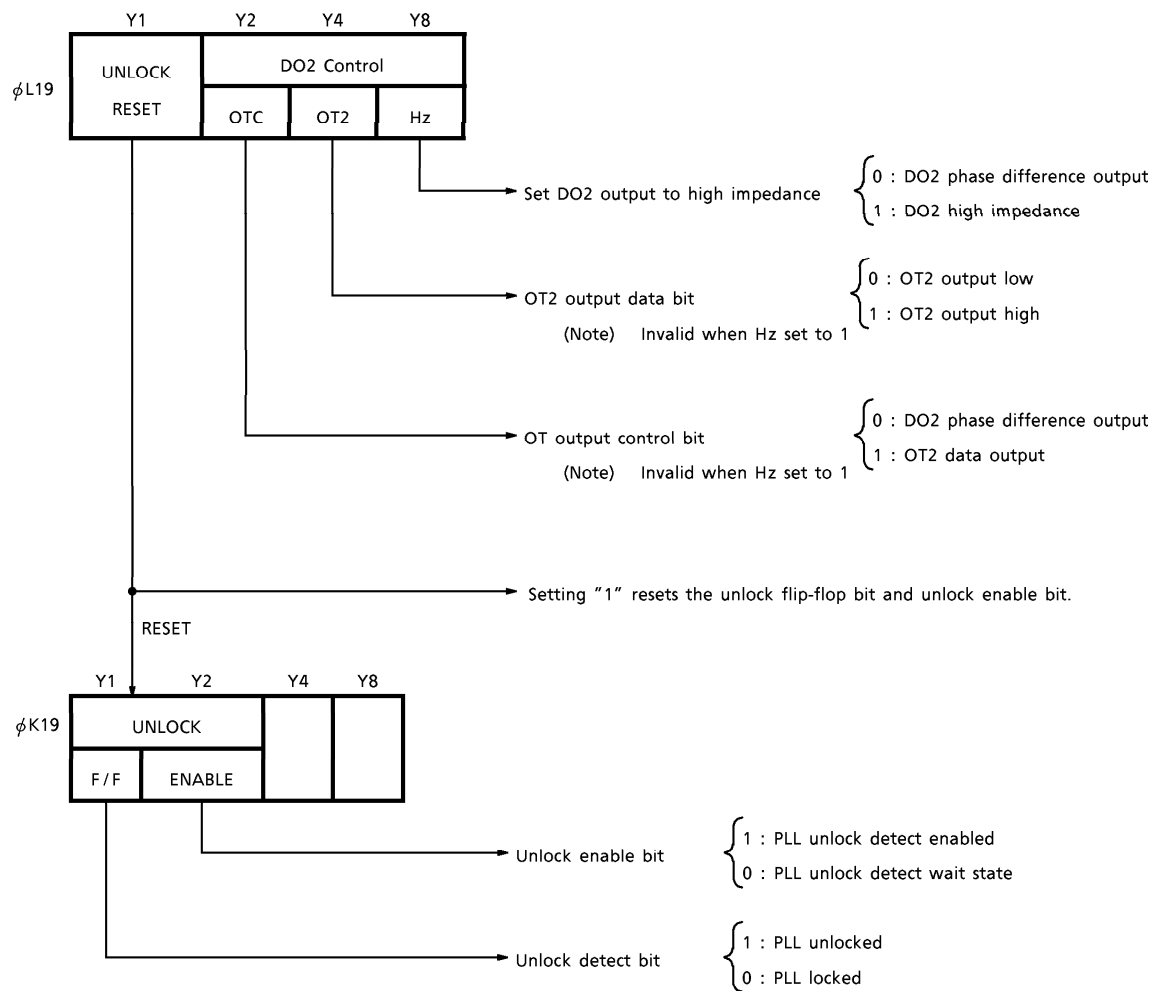 Y1 Y2 Y4 Y8
UNLOCK
RESET
DO2 Control
ϕL19
OTC OT2 Hz
Set DO2 output to high impedance
0 : DO2 phase difference output
1 : DO2 high impedance
OT2 output data bit
(Note) Invalid when Hz set to 1
0 : OT2 output low
1 : OT2 output high
OT output control bit
(Note) Invalid when Hz set to 1
0 : DO2 phase difference output
1 : OT2 data output
Setting "1" resets the unlock flip-flop bit and unlock enable bit.
RESET
Y1 Y2 Y4 Y8
ϕK19
UNLOCK
F/F ENABLE
Unlock enable bit
1 : PLL unlock detect enabled
0 : PLL unlock detect wait state
Unlock detect bit
1 : PLL unlocked
0 : PLL locked